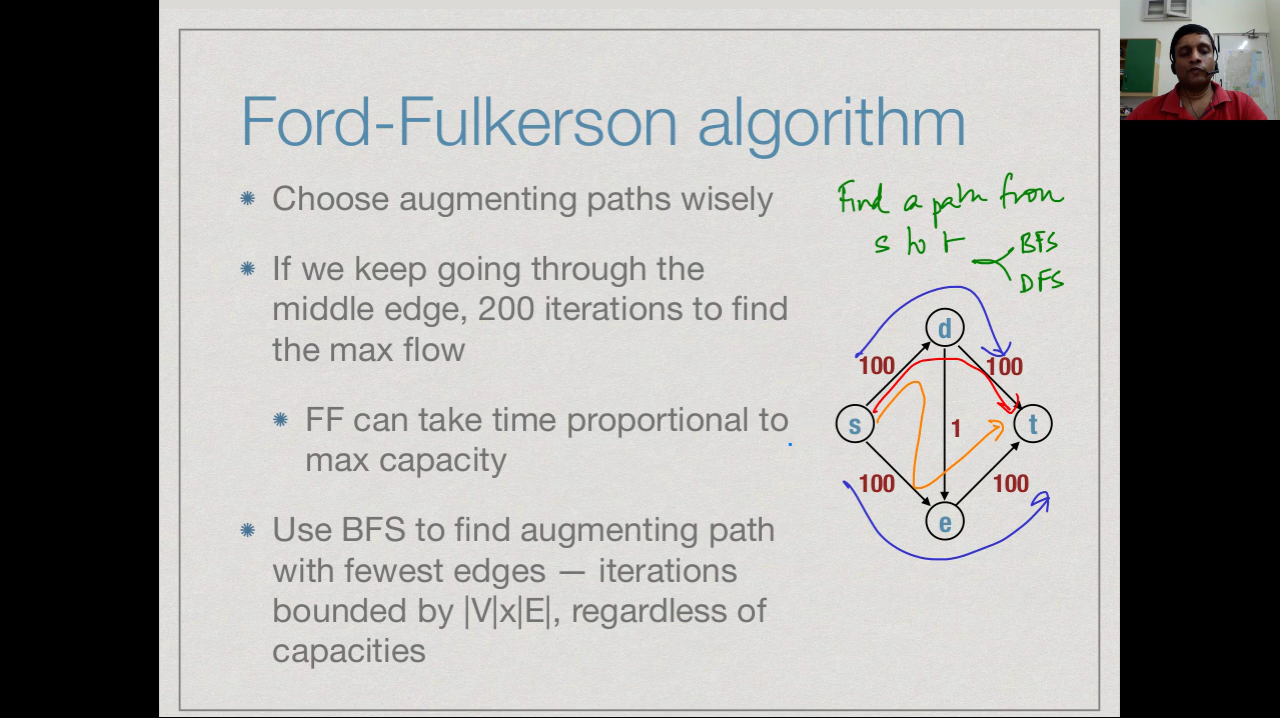 Ford-Fulkerson algorithm
Choose augmenting paths wisely
If we keep going through the
middle edge, 200 iterations to find
the max flow
FF can take time proportional to
max capacity
Use BFS to find augmenting path
with fewest edges — iterations
bounded by |V|x|E|, regardless of
capacities
Find a path from
s to t
BFS
DFS
d
100
100
s
1
t
100
100
e